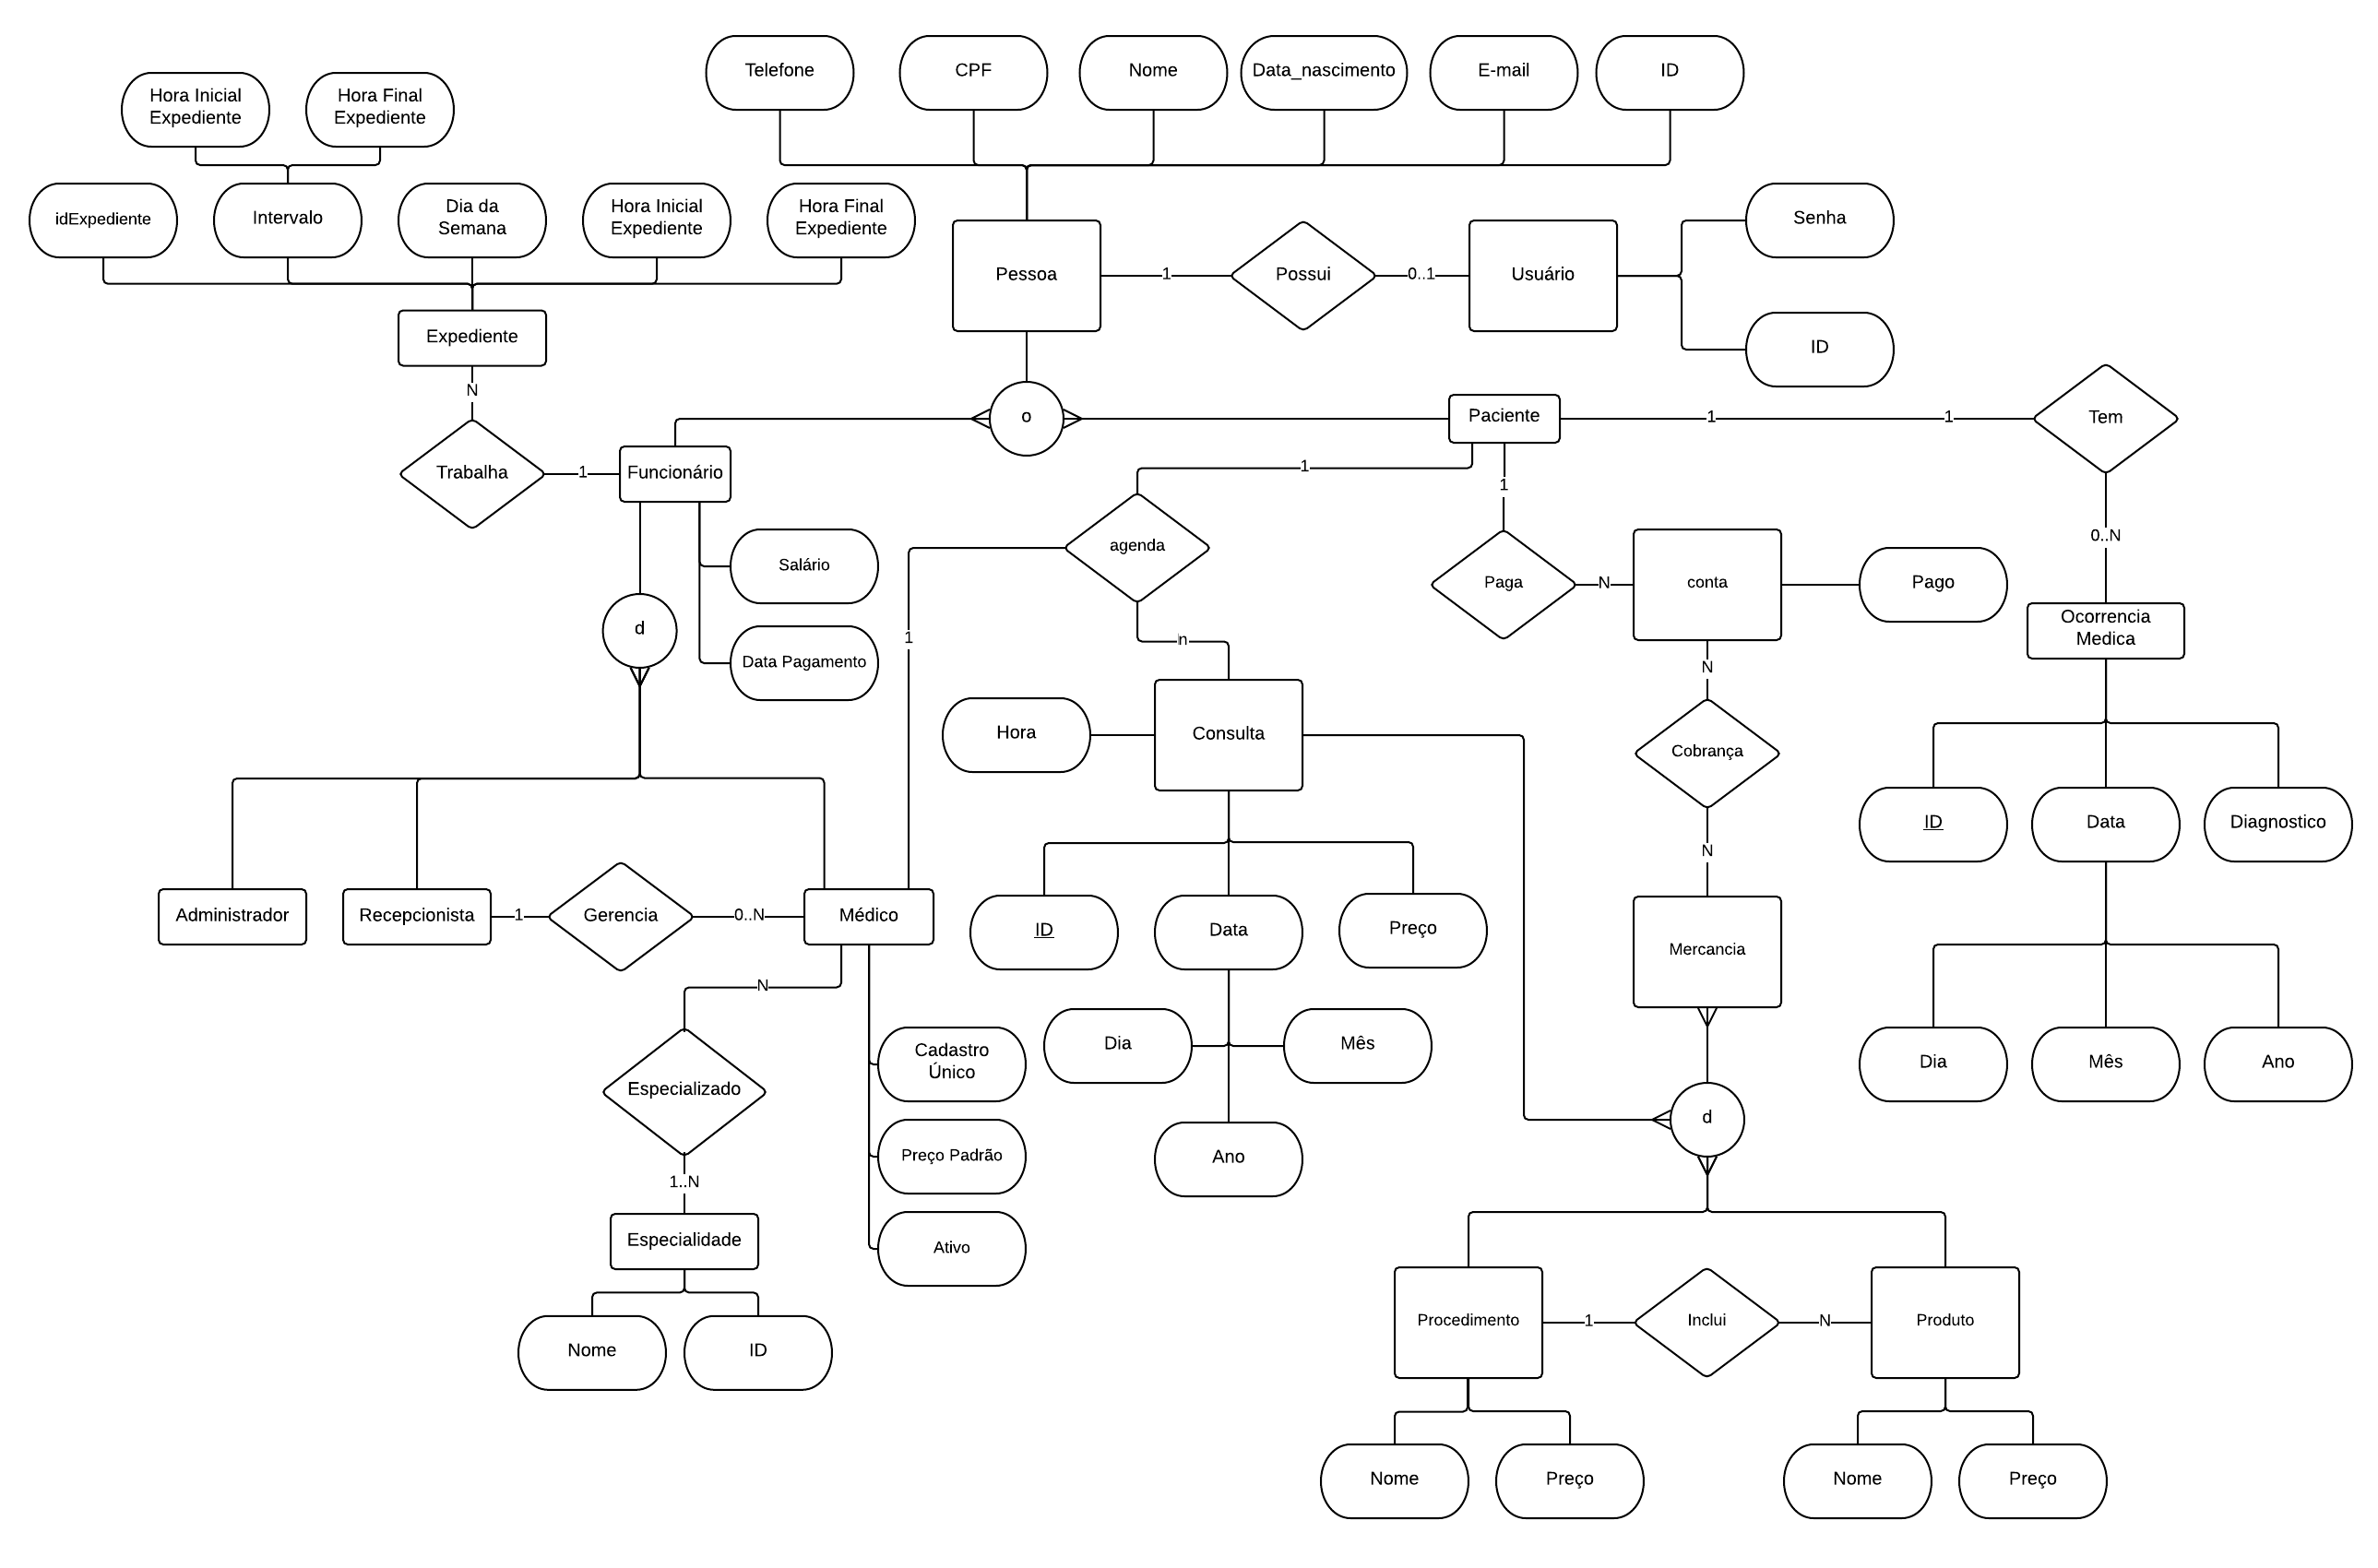 Telefone
CPF
Nome
Data_nascimento
E-mail
ID
Hora Inicial
Expediente
Hora Final
Expediente
idExpediente
Intervalo
Dia da
Semana
Hora Inicial
Expediente
Hora Final
Expediente
Senha
Pessoa
1
Possui
0..1
Usuário
Expediente
ID
N
o
Paciente
1
1
Tem
Trabalha
1
Funcionário
1
1
0..N
agenda
Salário
Paga
N
conta
Pago
d
1
n
Ocorrencia
Medica
Data Pagamento
N
Hora
Consulta
Cobrança
ID
Data
Diagnostico
N
Administrador
Recepcionista
1
Gerencia
0..N
Médico
ID
Data
Preço
Mercancia
N
Cadastro
Único
Dia
Mês
Dia
Mês
Ano
Especializado
d
Preço Padrão
Ano
1..N
Especialidade
Ativo
Procedimento
1
Inclui
N
Produto
Nome
ID
Nome
Preço
Nome
Preço